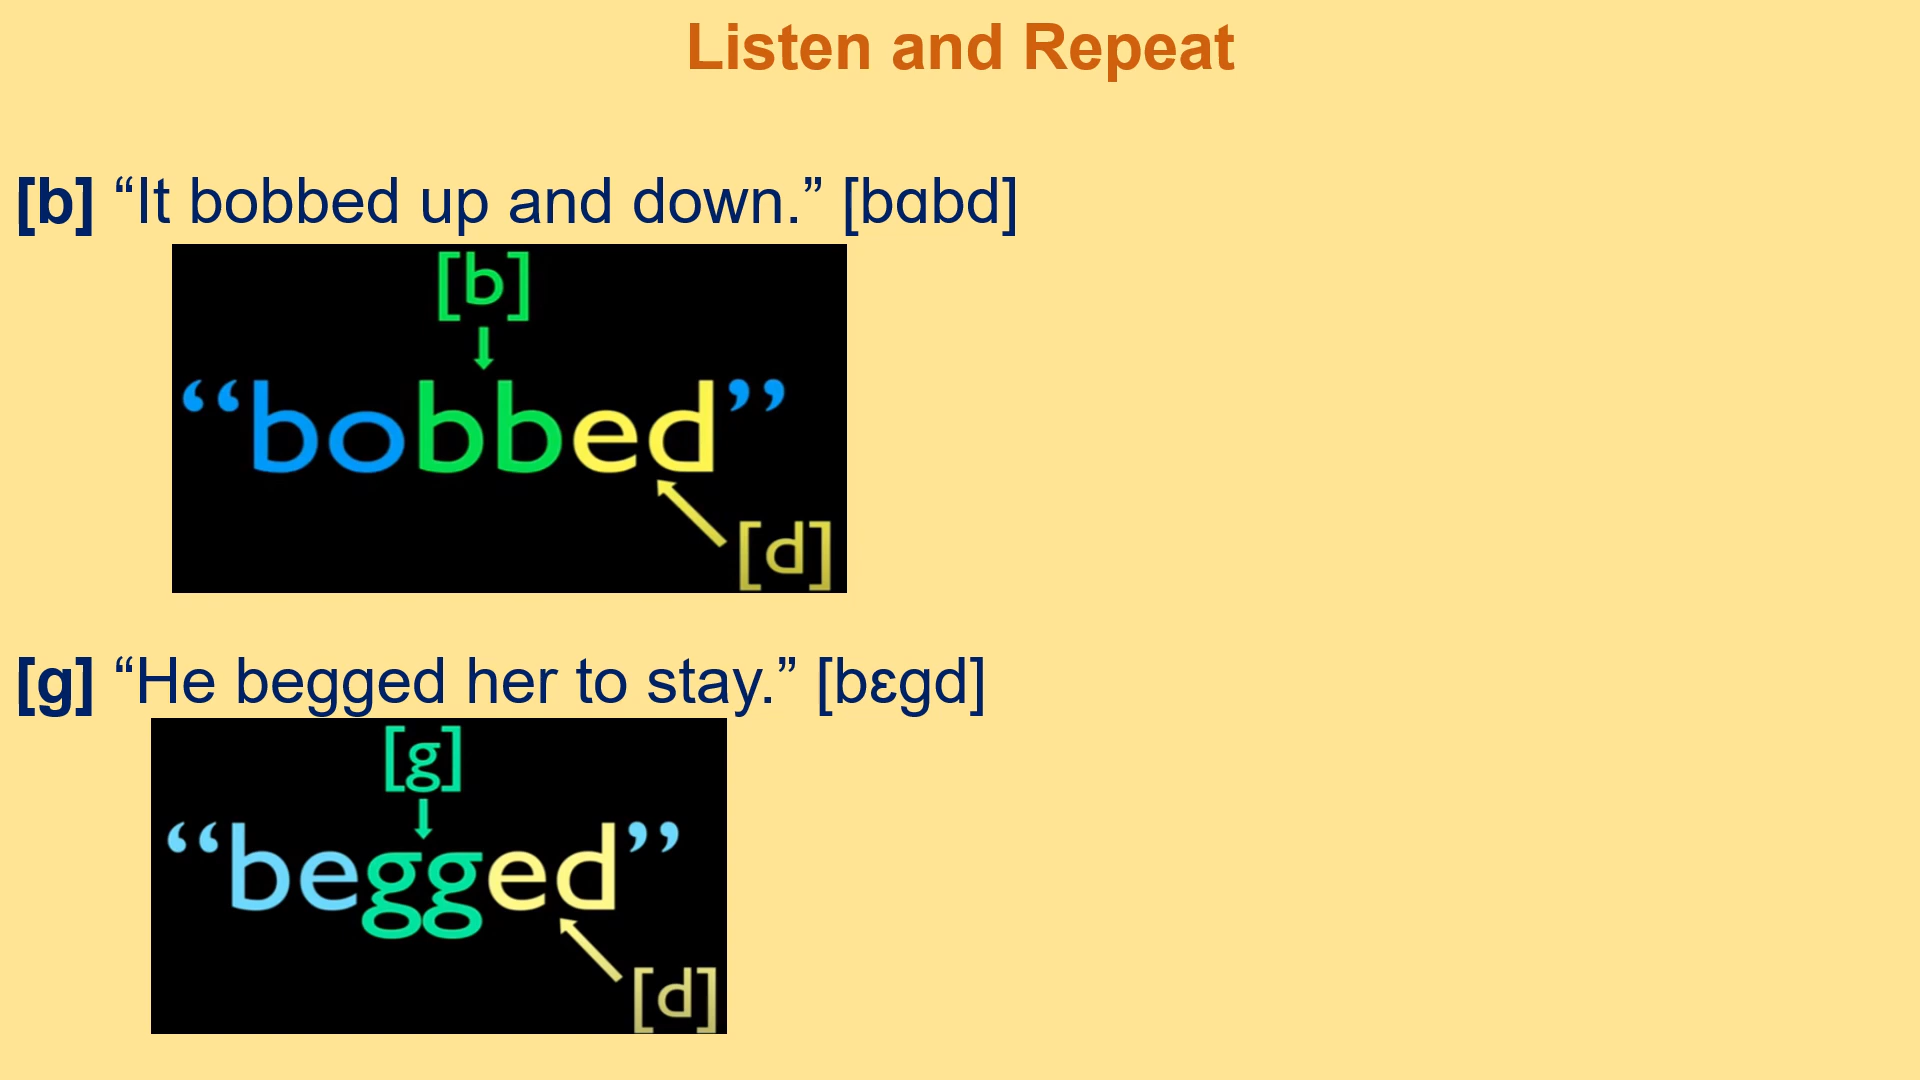 Listen and Repeat
[b] “It bobbed up and down.” [bɑbd]
[b]
“bobbed”
[d]
[g] “He begged her to stay.” [bɛgd]
[g]
“begged”
[d]